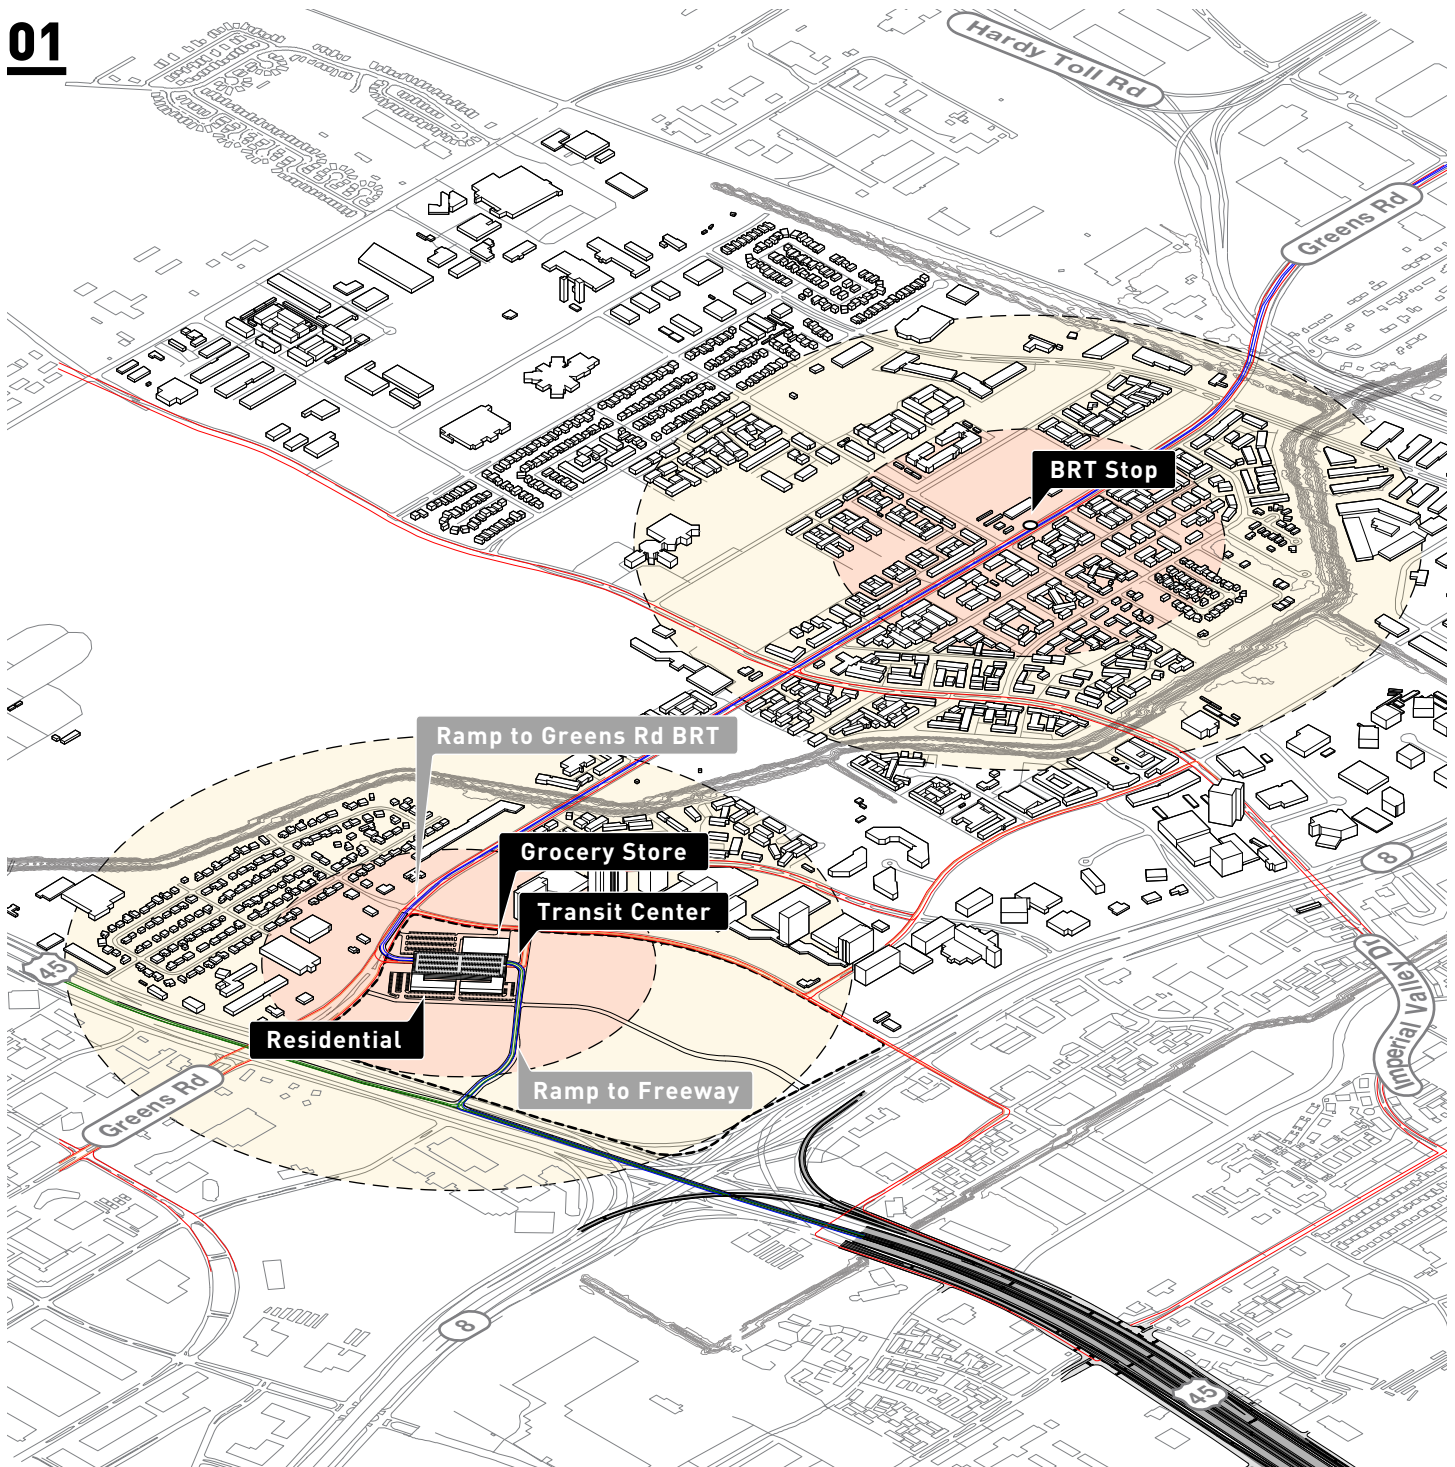 01
Hardy Toll Rd
Greens Rd
BRT Stop
Ramp to Greens Rd BRT
Grocery Store
8
Transit Center
45
Residential
Imperial Valley Dr
Ramp to Freeway
Greens Rd
8
45